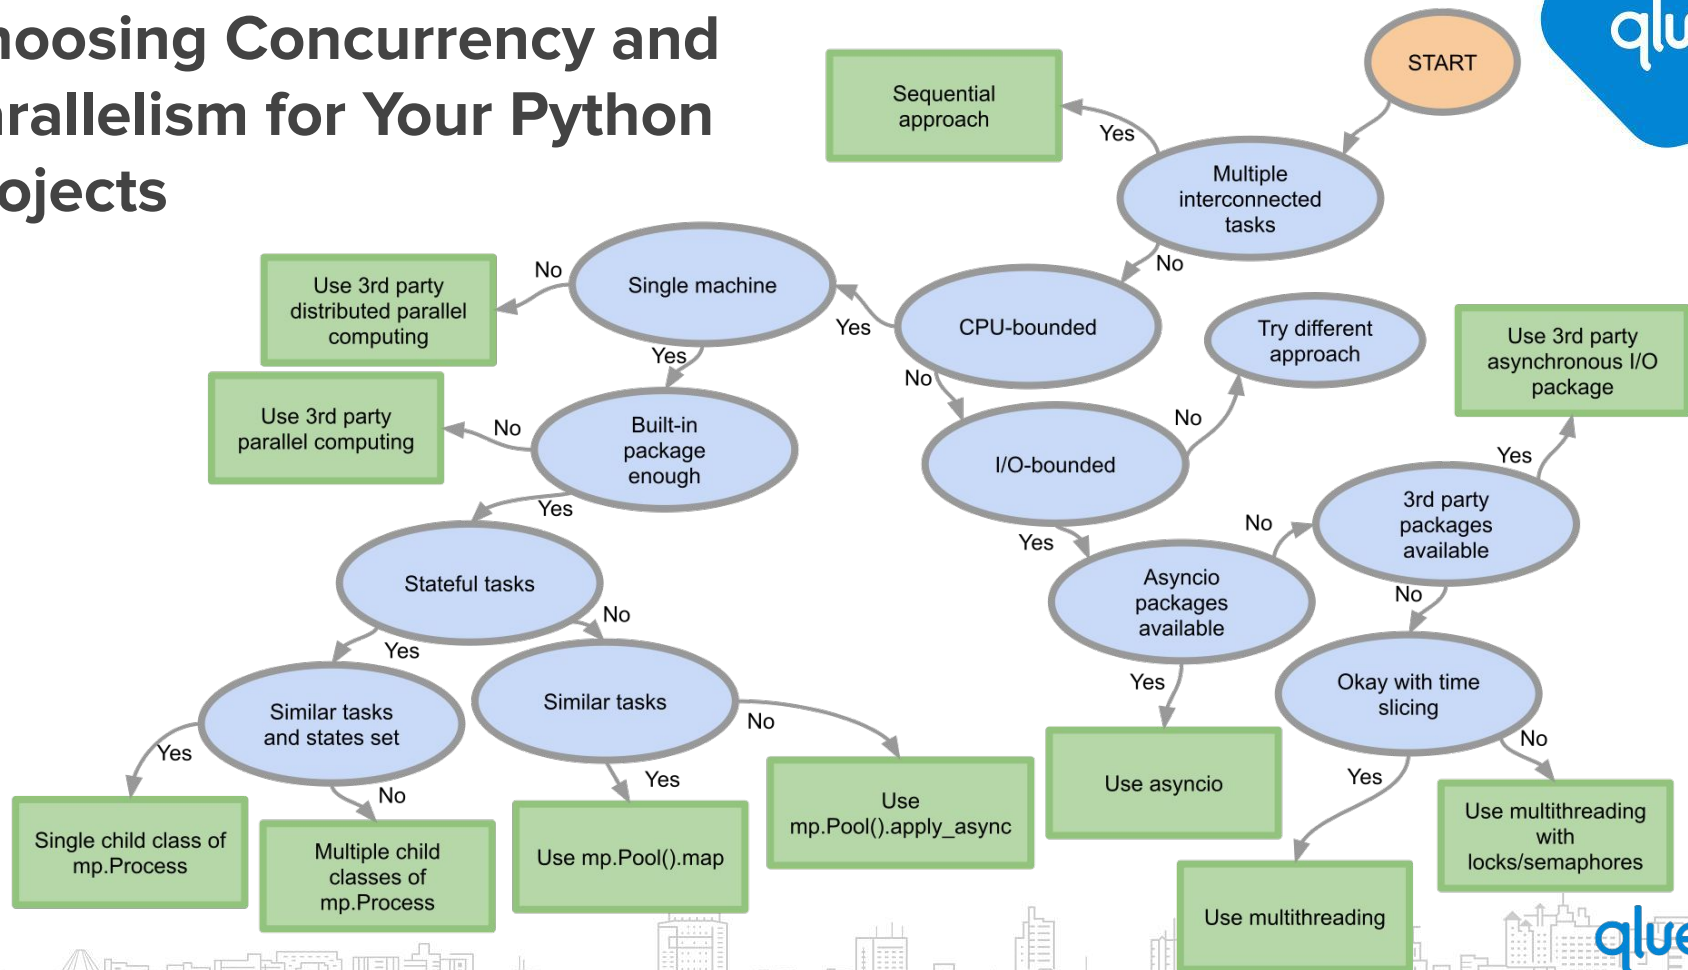 hoosing Concurrency and
rallelism for Your Python
ojects
qlu
START
Sequential
approach
Yes
Multiple
interconnected
tasks
No
Single machine
No
Use 3rd party
distributed parallel
computing
Yes
CPU-bounded
Try different
approach
Use 3rd party
asynchronous I/O
package
Yes
No
Use 3rd party
parallel computing
No
Built-in
package
enough
No
I/O-bounded
Yes
3rd party
packages
available
Yes
Yes
No
Stateful tasks
Asyncio
packages
available
No
No
Yes
Similar tasks
and states set
Similar tasks
Yes
Okay with time
slicing
Yes
No
No
Yes
No
Yes
No
Single child class of
mp.Process
Multiple child
classes of
mp.Process
Use mp.Pool().map
Use
mp.Pool().apply_async
Use asyncio
Use multithreading
with
locks/semaphores
Use multithreading
qlue